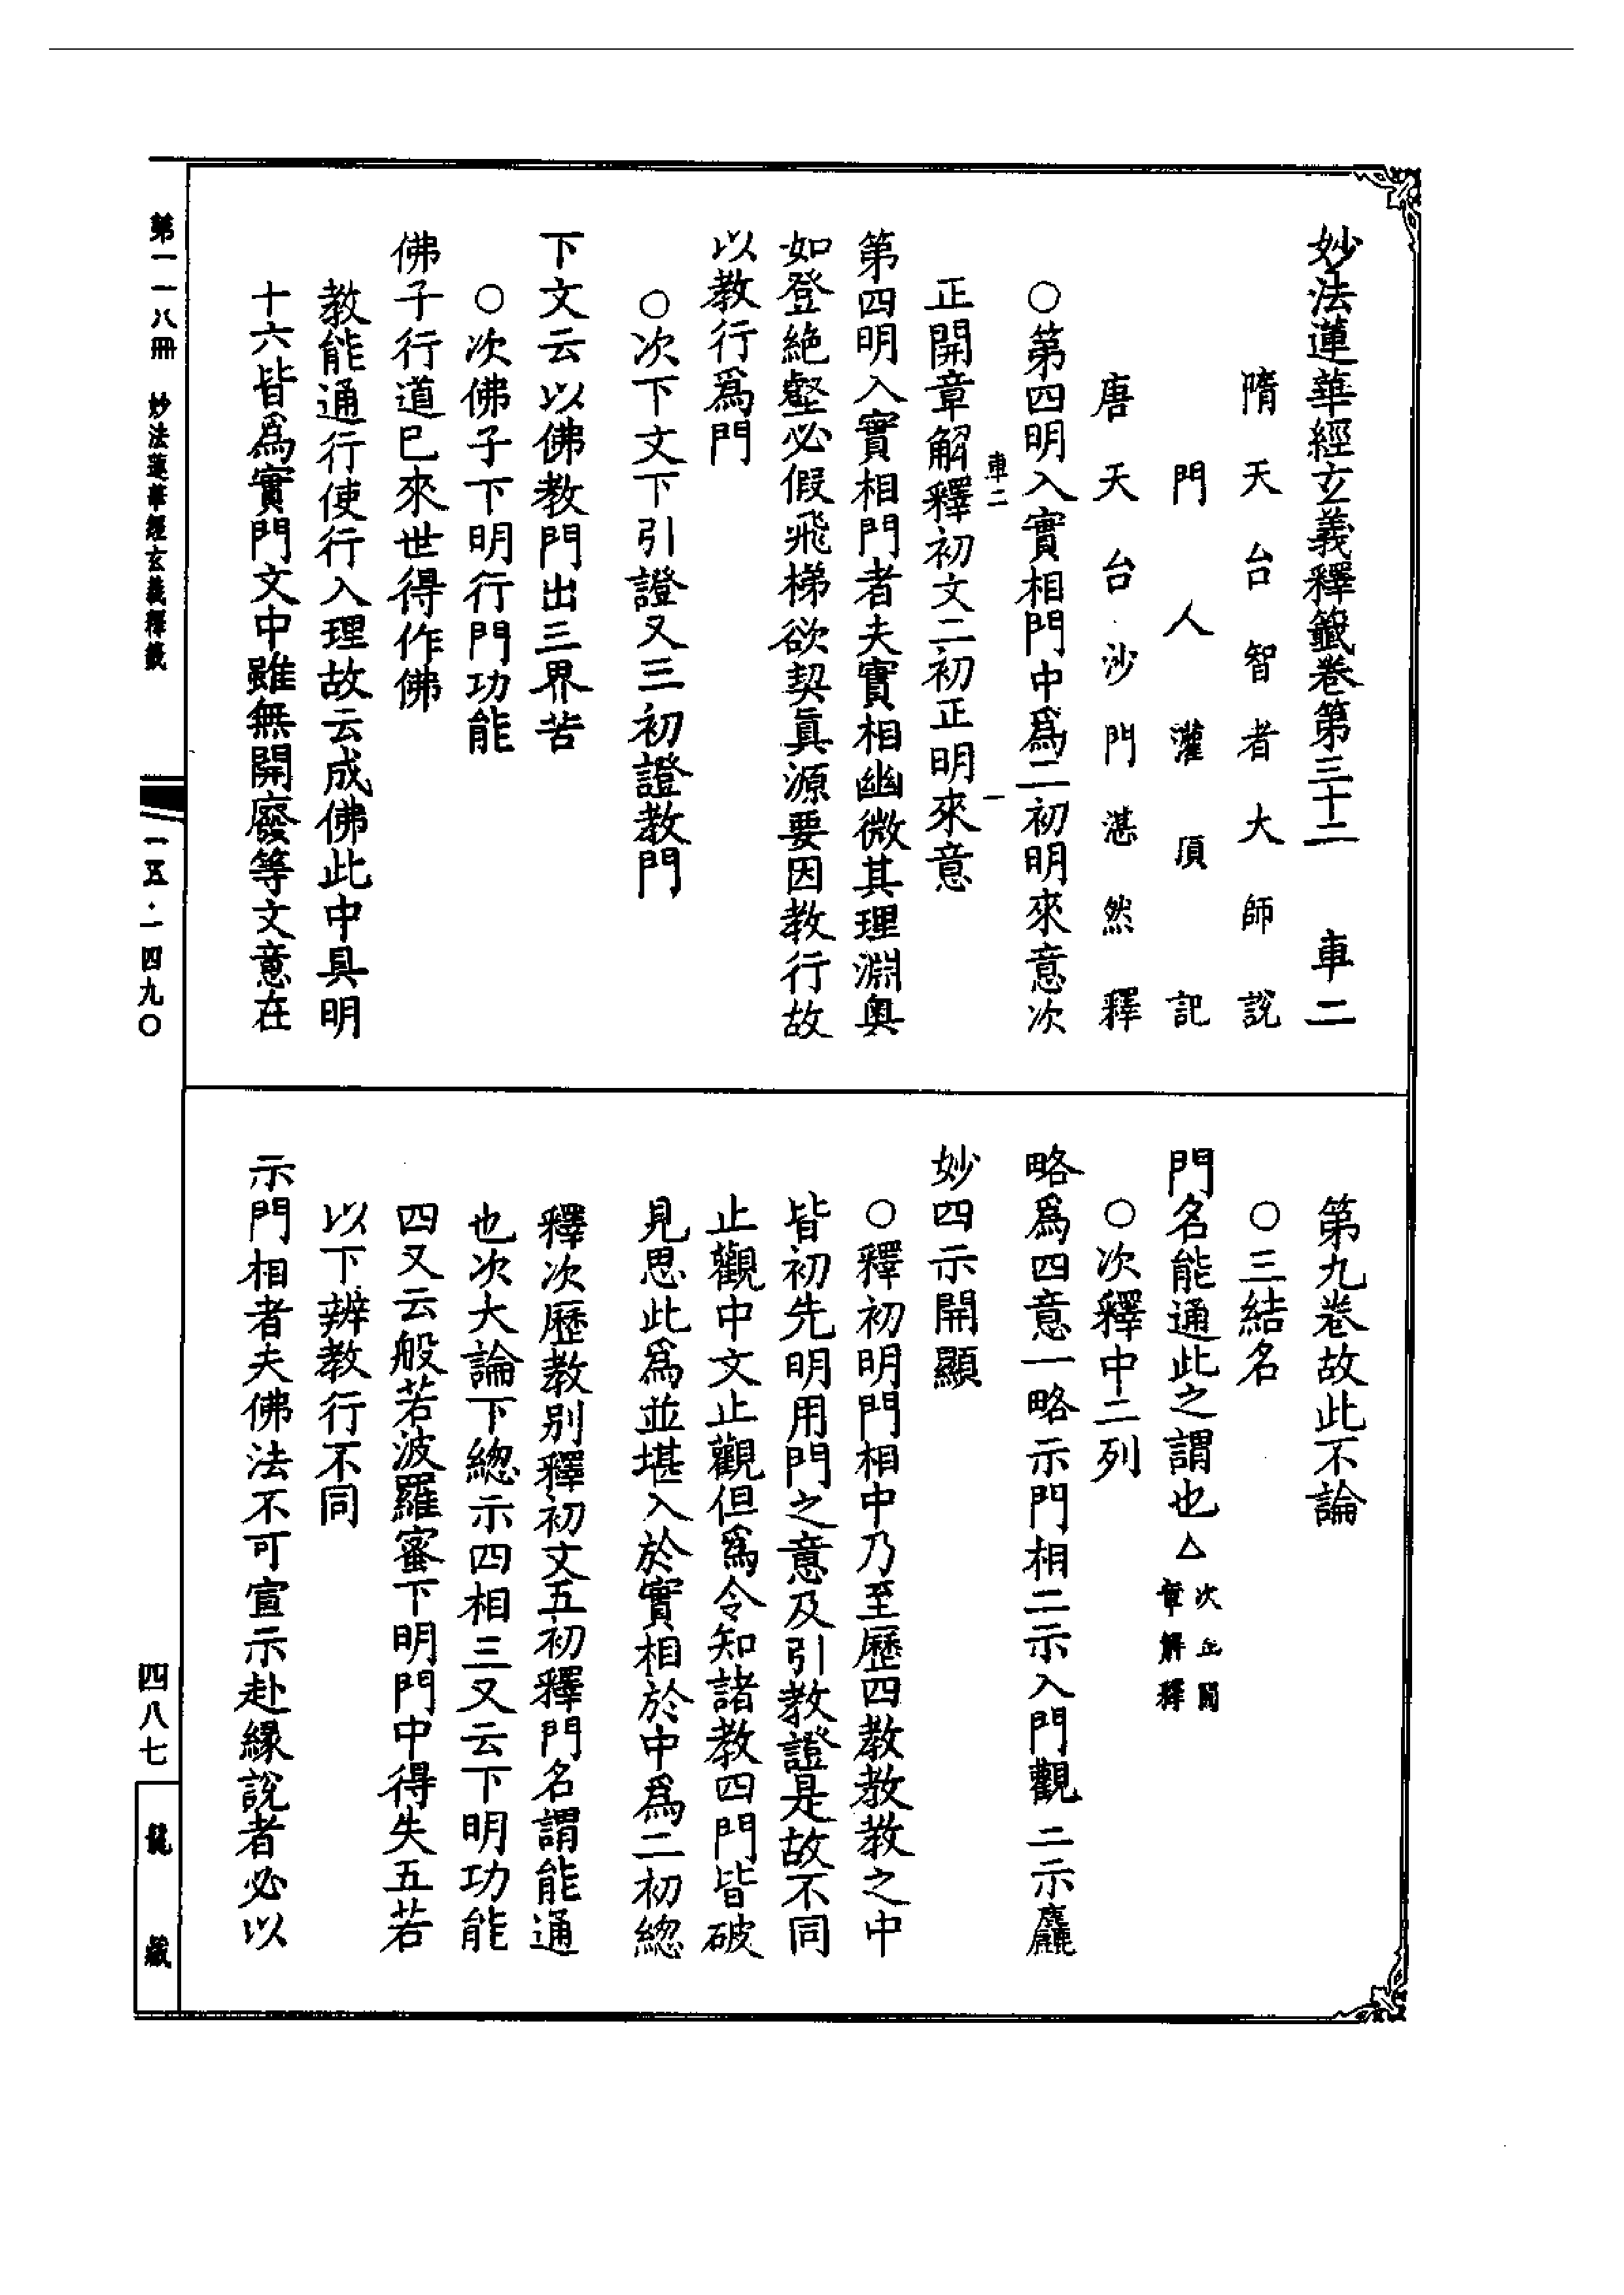 妙法蓮華經玄義釋籤卷第三十二　車二
隋天台智者大師說
門人灌頂記
唐天台沙門湛然釋
○第四明入實相門中爲二初明來意次
車二　一
正開章解釋初文二初正明來意
第四明入實相門者夫實相幽微其理淵奧
如登絶壑必假飛梯欲契眞源要因教行故
以教行爲門
○次下文下引證又三初證教門
下文云以佛教門出三界苦
○次佛子下明行門功能
佛子行道已來世得作佛
教能通行使行入理故云成佛此中具明
十六皆爲實門文中雖無開廢等文意在
第九卷故此不論
○三結名
門名能通此之謂也△次正開章解釋
○次釋中二列
略爲四意一略示門相二示入門觀二示麤
妙四示開顯
○釋初明門相中乃至歷四教教教之中
皆初先明用門之意及引教證是故不同
止觀中文止觀但爲令知諸教四門皆破
見思此爲並堪入於實相於中爲二初總
釋次歷教別釋初文五初釋門名謂能通
也次大論下總示四相三又云下明功能
四又云般若波羅蜜下明門中得失五若
以下辨教行不同
示門相者夫佛法不可宣示赴緣說者必以
第一一八冊　妙法蓮華經玄義釋籤
一五·一四九〇
四八七
龍藏